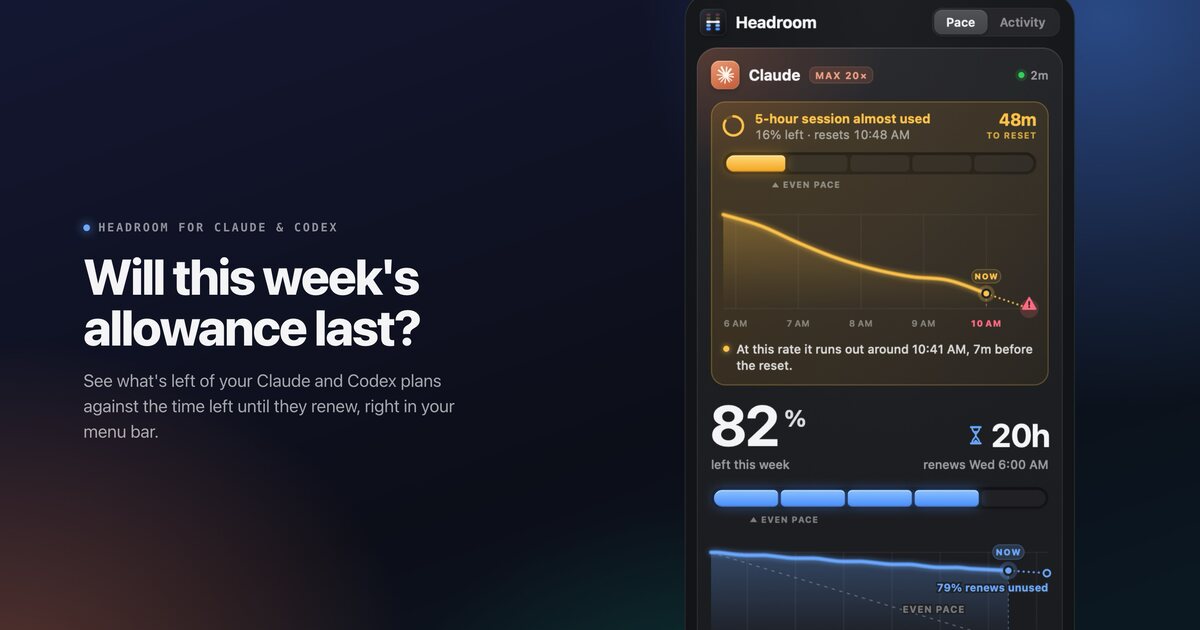 HEADROOM FOR CLAUDE & CODEX
Will this week's
allowance last?
See what's left of your Claude and Codex plans
against the time left until they renew, right in your
menu bar.
Headroom
Pace
Activity
Claude
MAX 20×
2m
5-hour session almost used
16% left · resets 10:48 AM
48m
TO RESET
EVEN PACE
NOW
6 AM
7 AM
8 AM
9 AM
10 AM
At this rate it runs out around 10:41 AM, 7m before
the reset.
82%
left this week
20h
renews Wed 6:00 AM
EVEN PACE
NOW
79% renews unused
EVEN PACE